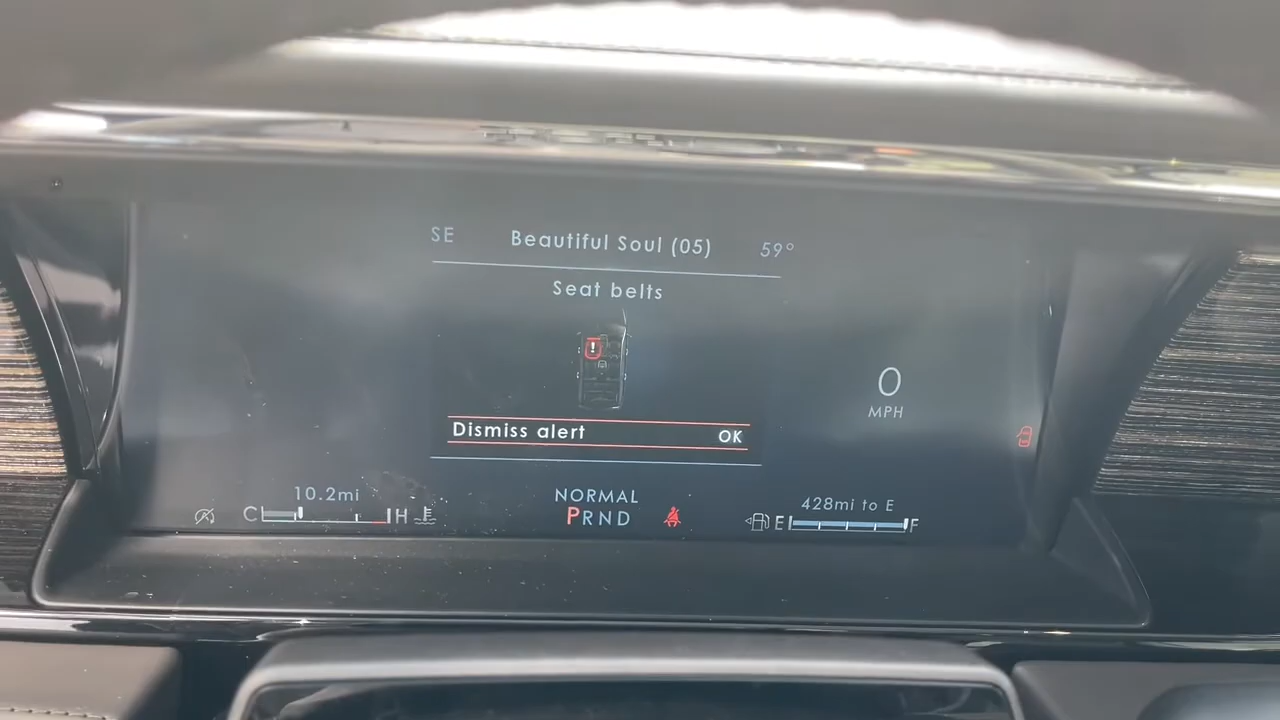 SE Beautiful Soul (05) 59°
Seat belts
!
0
MPH
Dismiss alert OK
10.2mi
NORMAL
428mi to E
C H
PRND
E F